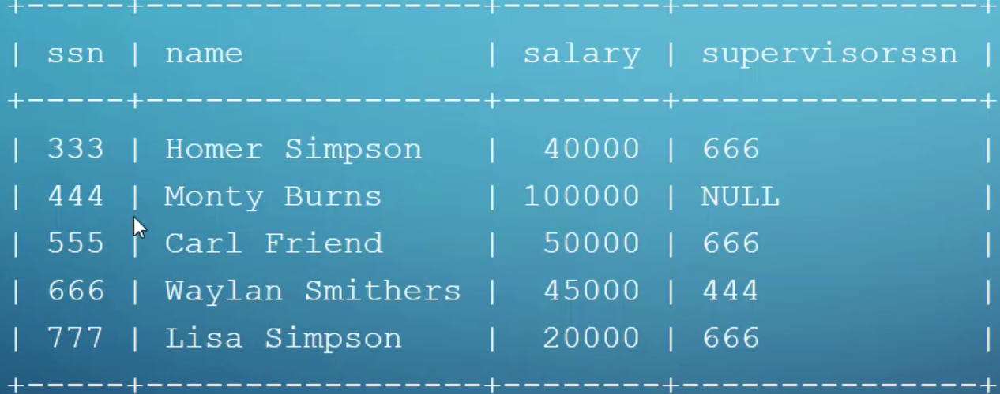 +-----+-----------------+--------+---------------+
| ssn | name            | salary | supervisorssn |
+-----+-----------------+--------+---------------+
| 333 | Homer Simpson   |  40000 | 666           |
| 444 | Monty Burns     | 100000 | NULL          |
| 555 | Carl Friend     |  50000 | 666           |
| 666 | Waylan Smithers |  45000 | 444           |
| 777 | Lisa Simpson    |  20000 | 666           |
+-----+-----------------+--------+---------------+